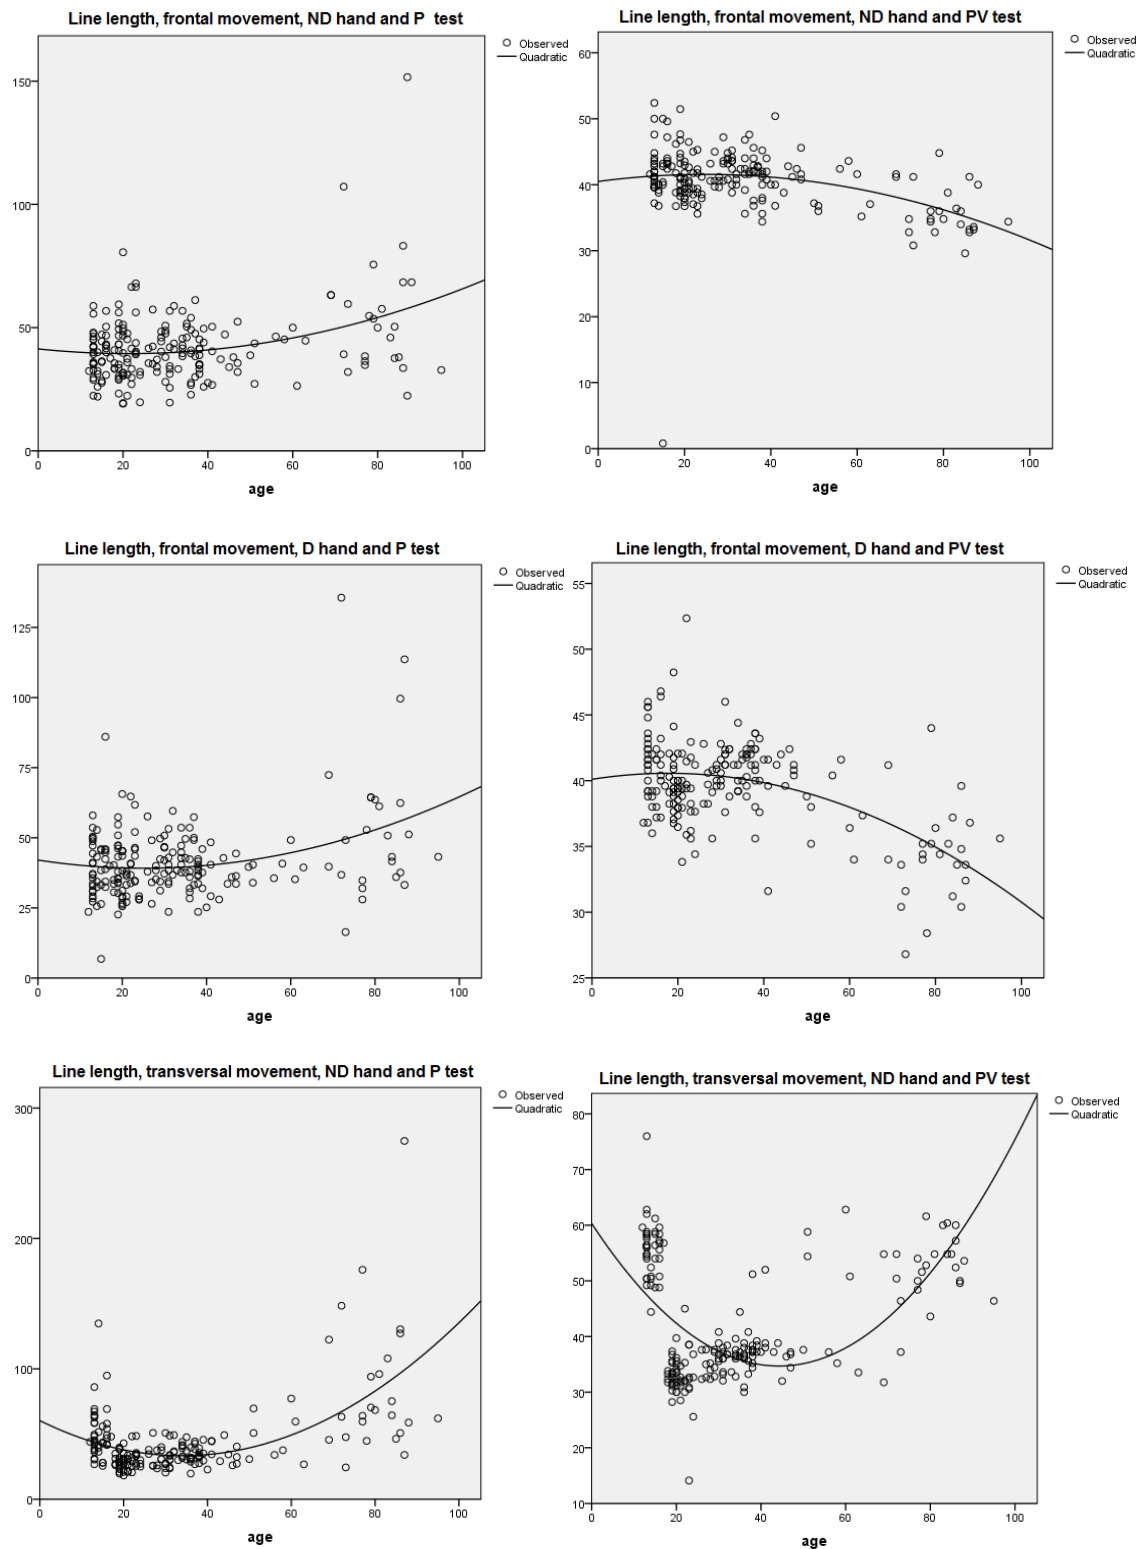 Line length, frontal movement, ND hand and P test
Observed
Quadratic
150
100
50
0
0 20 40 60 80 100
age
Line length, frontal movement, ND hand and PV test
Observed
Quadratic
60
50
40
30
20
10
0
0 20 40 60 80 100
age
Line length, frontal movement, D hand and P test
Observed
Quadratic
125
100
75
50
25
0
0 20 40 60 80 100
age
Line length, frontal movement, D hand and PV test
Observed
Quadratic
55
50
45
40
35
30
25
0 20 40 60 80 100
age
Line length, transversal movement, ND hand and P test
Observed
Quadratic
300
200
100
0
0 20 40 60 80 100
age
Line length, transversal movement, ND hand and PV test
Observed
Quadratic
80
70
60
50
40
30
20
10
0 20 40 60 80 100
age